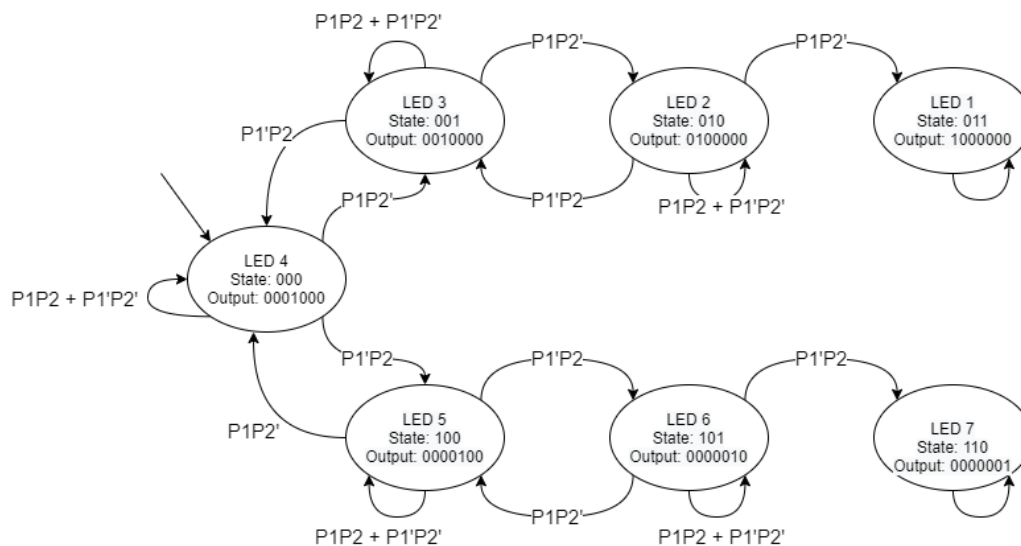 P1P2 + P1'P2'
P1P2'
P1P2'
LED 3
State: 001
Output: 0010000
LED 2
State: 010
Output: 0100000
LED 1
State: 011
Output: 1000000
P1'P2
P1P2'
P1'P2
P1P2 + P1'P2'
LED 4
State: 000
Output: 0001000
P1P2 + P1'P2'
P1'P2
P1'P2
P1'P2
P1P2'
LED 5
State: 100
Output: 0000100
LED 6
State: 101
Output: 0000010
LED 7
State: 110
Output: 0000001
P1P2'
P1P2 + P1'P2'
P1P2 + P1'P2'